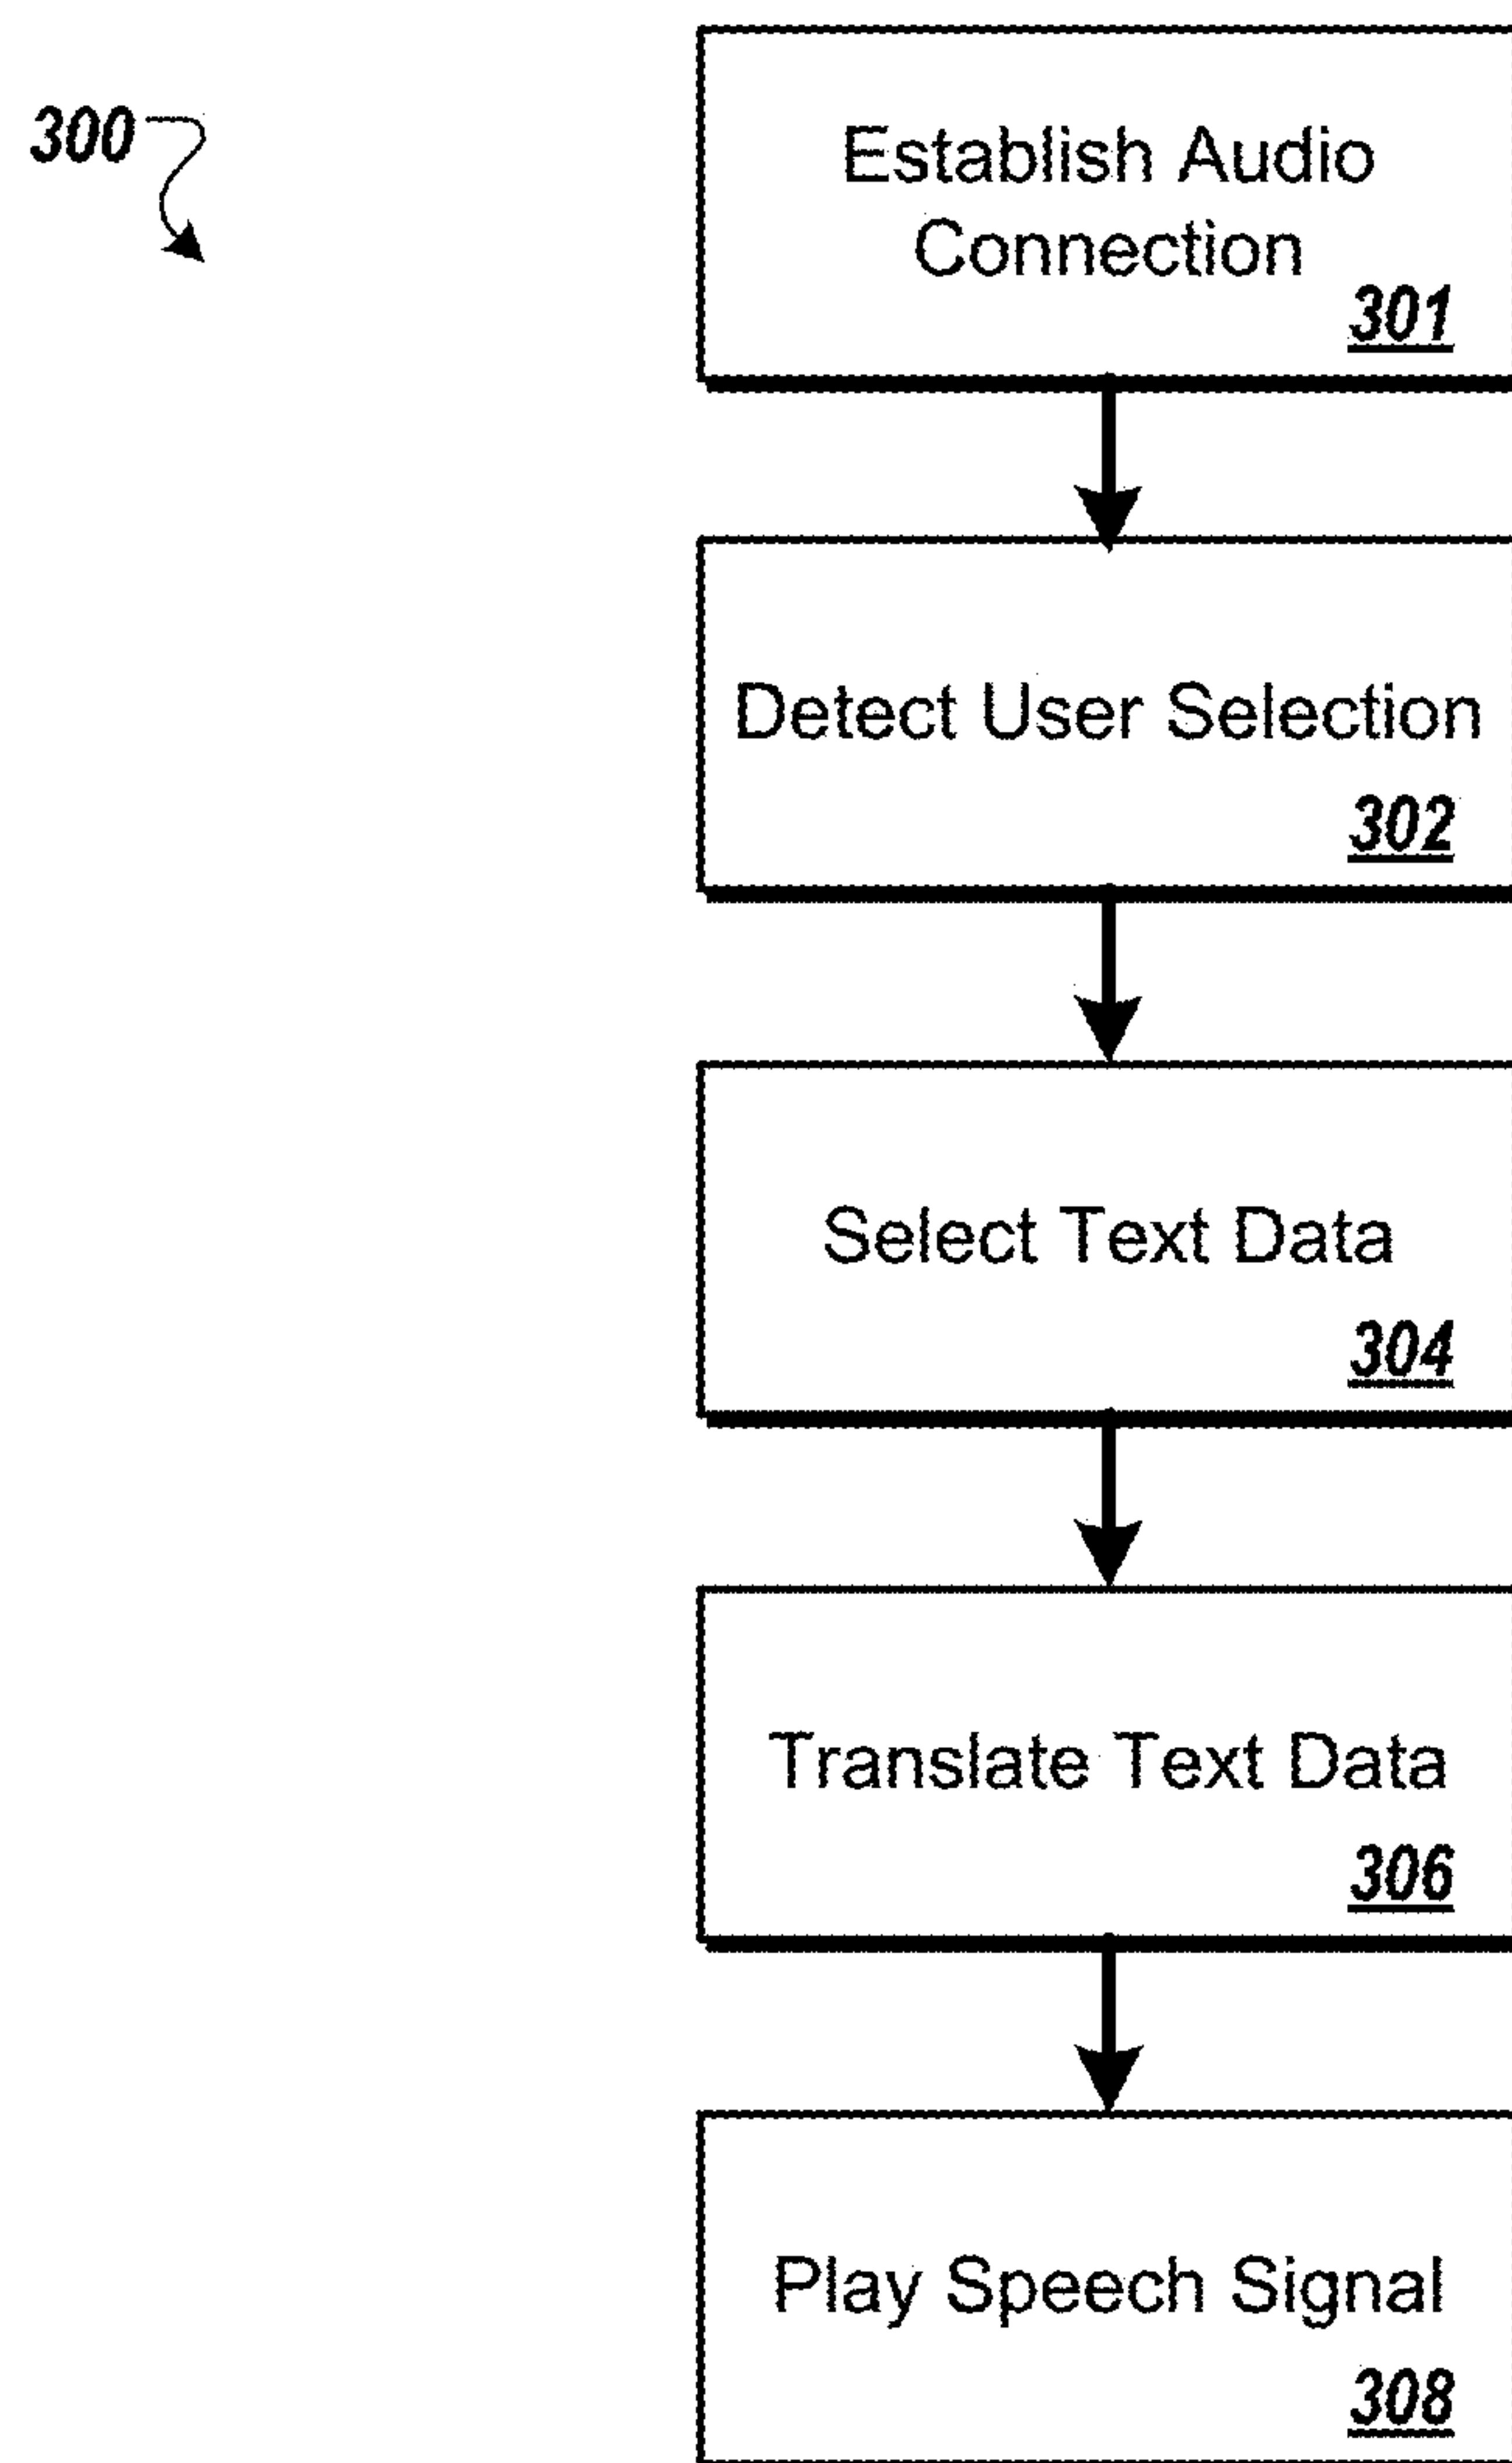 300
Establish Audio
Connection
301
Detect User Selection
302
Select Text Data
304
Translate Text Data
306
Play Speech Signal
308